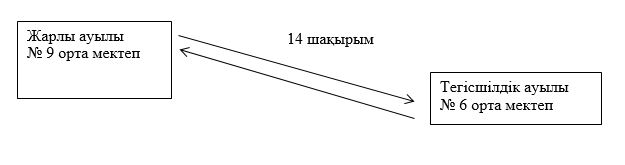 Жарлы ауылы
№ 9 орта мектеп
14 шақырым
Тегісшілдік ауылы
№ 6 орта мектеп